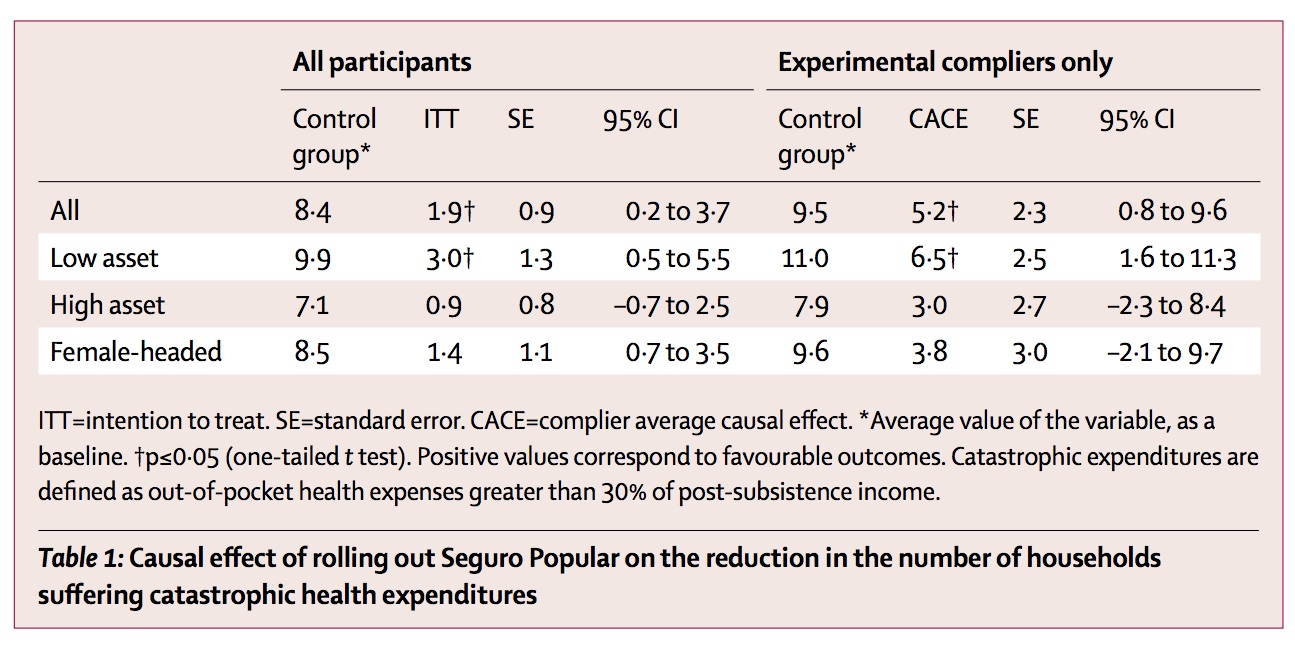 All participants Experimental compliers only
Control group* ITT SE 95% CI Control group* CACE SE 95% CI
All 8·4 1·9† 0·9 0·2 to 3·7 9·5 5·2† 2·3 0·8 to 9·6
Low asset 9·9 3·0† 1·3 0·5 to 5·5 11·0 6·5† 2·5 1·6 to 11·3
High asset 7·1 0·9 0·8 –0·7 to 2·5 7·9 3·0 2·7 –2·3 to 8·4
Female-headed 8·5 1·4 1·1 0·7 to 3·5 9·6 3·8 3·0 –2·1 to 9·7
ITT=intention to treat. SE=standard error. CACE=complier average causal effect. *Average value of the variable, as a
baseline. †p≤0·05 (one-tailed t test). Positive values correspond to favourable outcomes. Catastrophic expenditures are
defined as out-of-pocket health expenses greater than 30% of post-subsistence income.
Table 1: Causal effect of rolling out Seguro Popular on the reduction in the number of households
suffering catastrophic health expenditures